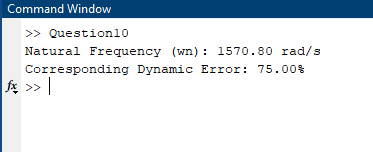 Command Window
>> Question10
Natural Frequency (wn): 1570.80 rad/s
Corresponding Dynamic Error: 75.00%
fx >>